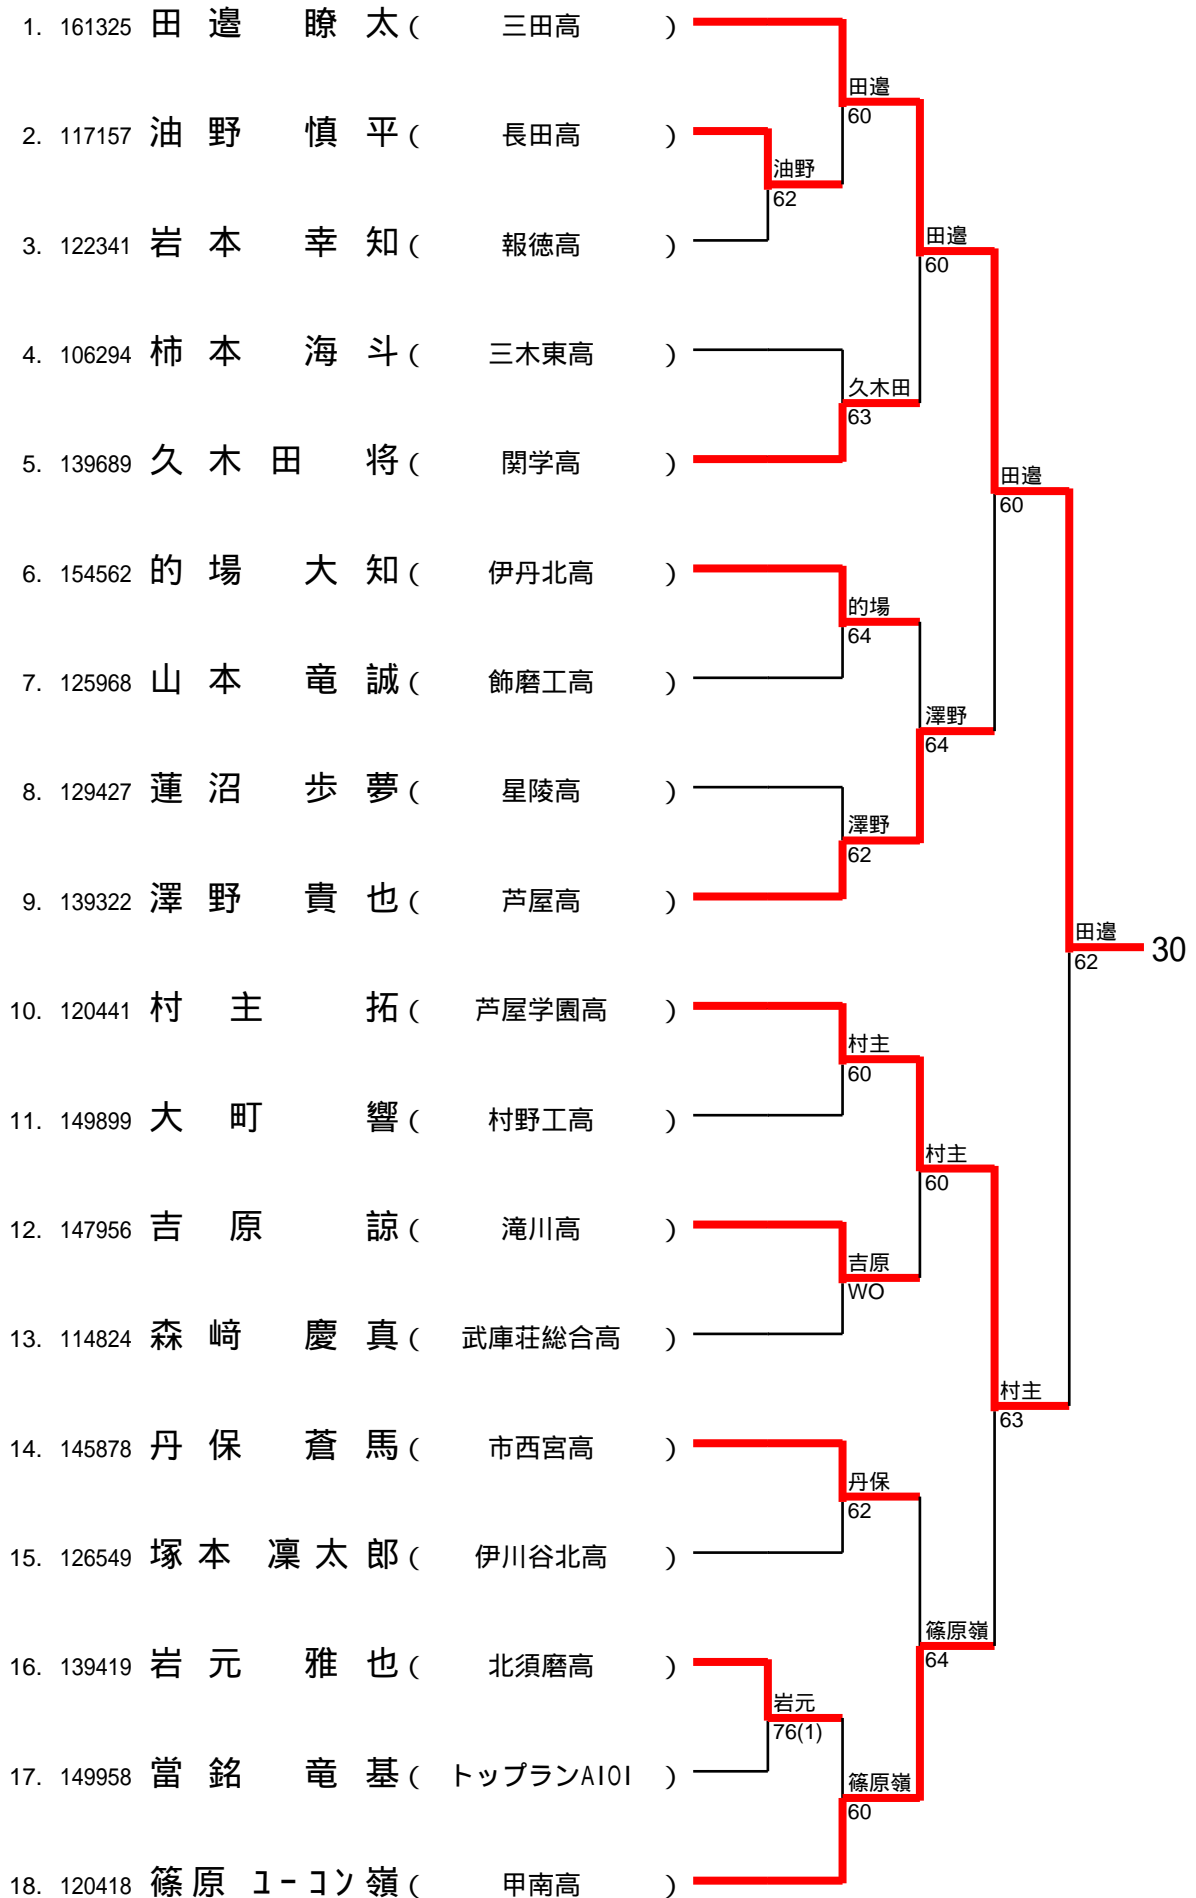 1. 161325 田邊 瞭太 ( 三田高 )
田邊
60
2. 117157 油野 慎平 ( 長田高 )
油野
62
3. 122341 岩本 幸知 ( 報徳高 )
田邊
60
4. 106294 柿本 海斗 ( 三木東高 )
久木田
63
5. 139689 久木田 将 ( 関学高 )
田邊
60
6. 154562 的場 大知 ( 伊丹北高 )
的場
64
7. 125968 山本 竜誠 ( 飾磨工高 )
澤野
64
8. 129427 蓮沼 歩夢 ( 星陵高 )
澤野
62
9. 139322 澤野 貴也 ( 芦屋高 )
田邊
62
30
10. 120441 村主 拓 ( 芦屋学園高 )
村主
60
11. 149899 大町 響 ( 村野工高 )
村主
60
12. 147956 吉原 諒 ( 滝川高 )
吉原
WO
13. 114824 森﨑 慶真 ( 武庫荘総合高 )
村主
63
14. 145878 丹保 蒼馬 ( 市西宮高 )
丹保
62
15. 126549 塚本 凜太郎 ( 伊川谷北高 )
篠原嶺
64
16. 139419 岩元 雅也 ( 北須磨高 )
岩元
76(1)
17. 149958 當銘 竜基 ( トップランAIOI )
篠原嶺
60
18. 120418 篠原 ユーコン嶺 ( 甲南高 )